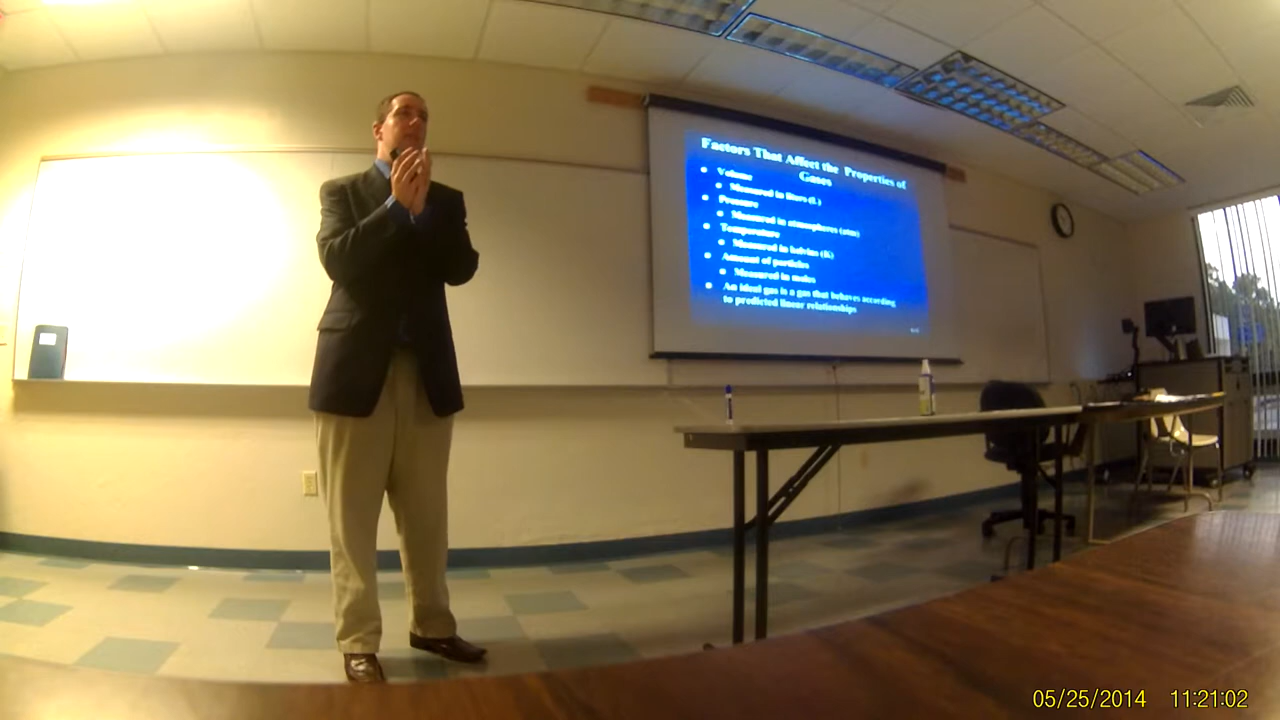 Factors That Affect the Properties of
Gases
Volume
Measured in liters (L)
Pressure
Measured in atmospheres (atm)
Temperature
Measured in kelvins (K)
Amount of particles
Measured in moles
An ideal gas is a gas that behaves according
to predicted linear relationships
05/25/2014 11:21:02